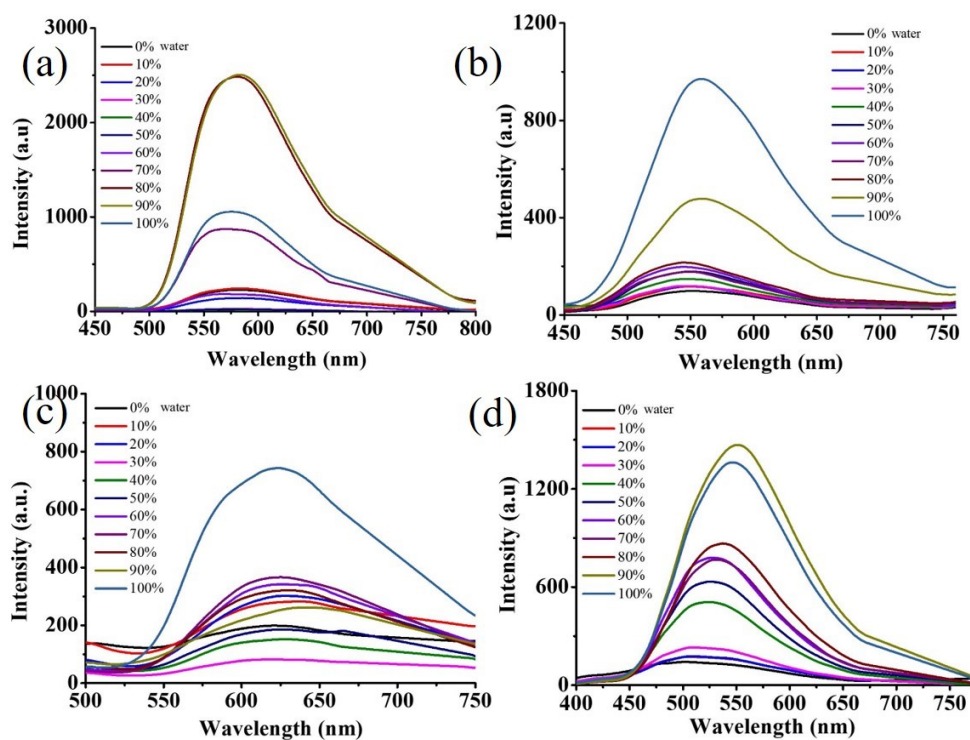 (a)
3000
2000
1000
0
Intensity (a.u)
0% water
10%
20%
30%
40%
50%
60%
70%
80%
90%
100%
450 500 550 600 650 700 750 800
Wavelength (nm)
(b)
1200
800
400
0
Intensity (a.u)
0% water
10%
20%
30%
40%
50%
60%
70%
80%
90%
100%
450 500 550 600 650 700 750
Wavelength (nm)
(c)
1000
800
600
400
200
0
Intensity (a.u.)
0% water
10%
20%
30%
40%
50%
60%
70%
80%
90%
100%
500 550 600 650 700 750
Wavelength (nm)
(d)
1800
1200
600
0
Intensity (a.u)
0% water
10%
20%
30%
40%
50%
60%
70%
80%
90%
100%
400 450 500 550 600 650 700 750
Wavelength (nm)